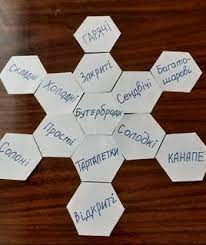 ГАРЯЧІ
Складні
Закриті
Багато-
шарові
Холодні
Сендвічі
Бутерброди
Прості
Солодкі
Солоні
Тарталетки
КАНАПЕ
Відкриті